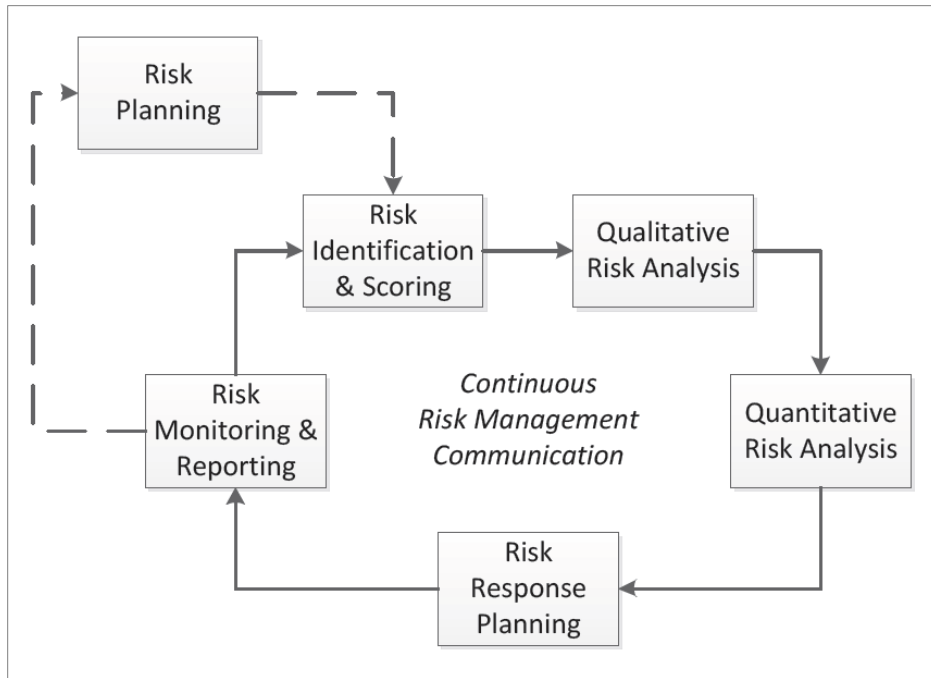 Risk
Planning
Risk
Identification
& Scoring
Qualitative
Risk Analysis
Quantitative
Risk Analysis
Risk
Response
Planning
Risk
Monitoring &
Reporting
Continuous
Risk Management
Communication